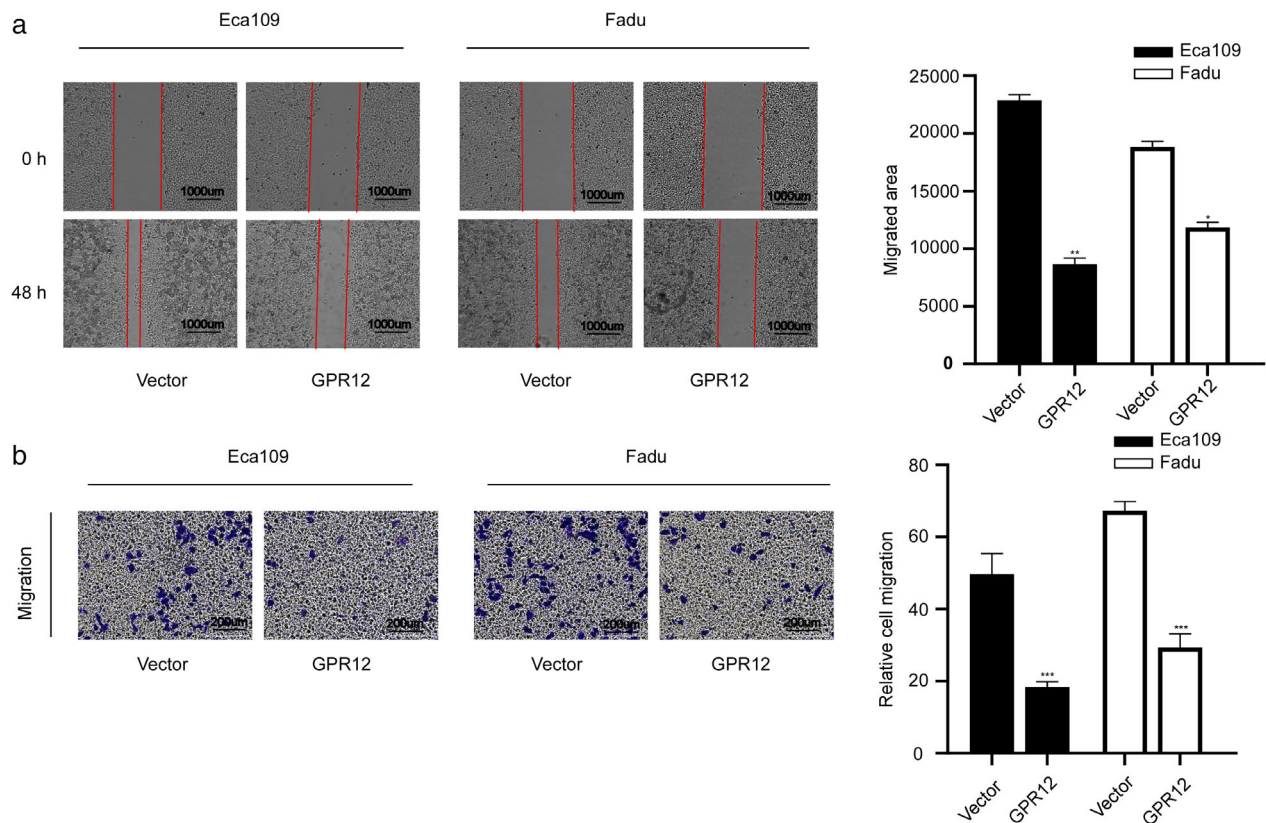 a
Eca109
Fadu
0 h
1000um
1000um
1000um
1000um
48 h
1000um
1000um
1000um
1000um
Vector
GPR12
Vector
GPR12
Eca109
Fadu
Migrated area
25000
20000
15000
10000
5000
0
**
*
Vector
GPR12
Vector
GPR12
b
Eca109
Fadu
Migration
200um
200um
200um
200um
Vector
GPR12
Vector
GPR12
Eca109
Fadu
Relative cell migration
80
60
40
20
0
***
***
Vector
GPR12
Vector
GPR12